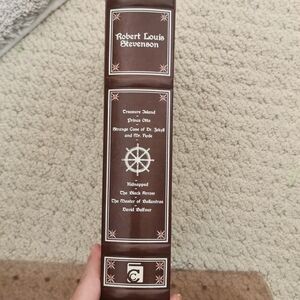 Robert Louis
Stevenson
Treasure Island
Prince Otto
Strange Case of Dr. Jekyll
and Mr. Hyde
Kidnapped
The Black Arrow
The Master of Ballantrae
David Balfour